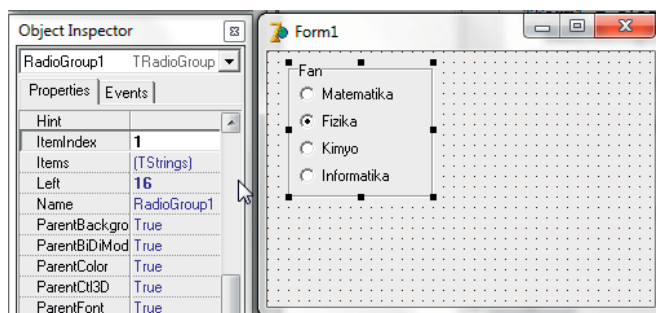 Object Inspector
RadioGroup1 TRadioGroup
Properties Events
Hint
ItemIndex 1
Items (TStrings)
Left 16
Name RadioGroup1
ParentBackgro True
ParentBiDiMod True
ParentColor True
ParentCtl3D True
ParentFont True
Form1
Fan
Matematika
Fizika
Kimyo
Informatika